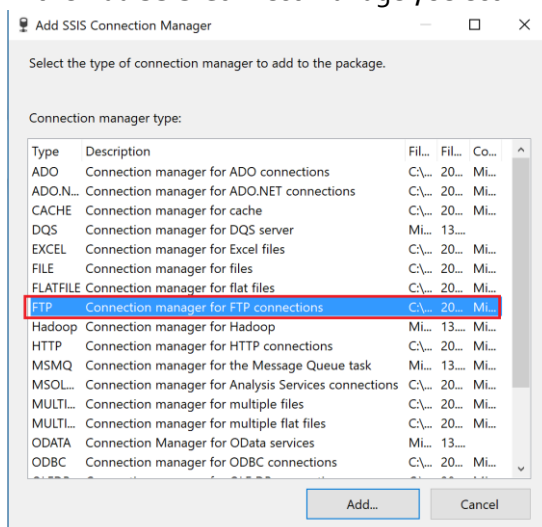 Add SSIS Connection Manager
Select the type of connection manager to add to the package.
Connection manager type:
Type Description Fil... Fil... Co...
ADO Connection manager for ADO connections C:\... 20... Mi...
ADO.N... Connection manager for ADO.NET connections C:\... 20... Mi...
CACHE Connection manager for cache C:\... 20... Mi...
DQS Connection manager for DQS server Mi... 13....
EXCEL Connection manager for Excel files C:\... 20... Mi...
FILE Connection manager for files C:\... 20... Mi...
FLATFILE Connection manager for flat files C:\... 20... Mi...
FTP Connection manager for FTP connections C:\... 20... Mi...
Hadoop Connection manager for Hadoop Mi... 13.... Mi...
HTTP Connection manager for HTTP connections C:\... 20... Mi...
MSMQ Connection manager for the Message Queue task Mi... 13.... Mi...
MSOL... Connection manager for Analysis Services connections C:\... 20... Mi...
MULTI... Connection manager for multiple files C:\... 20... Mi...
MULTI... Connection manager for multiple flat files C:\... 20... Mi...
ODATA Connection Manager for OData services Mi... 13....
ODBC Connection manager for ODBC connections C:\... 20... Mi...
Add...
Cancel